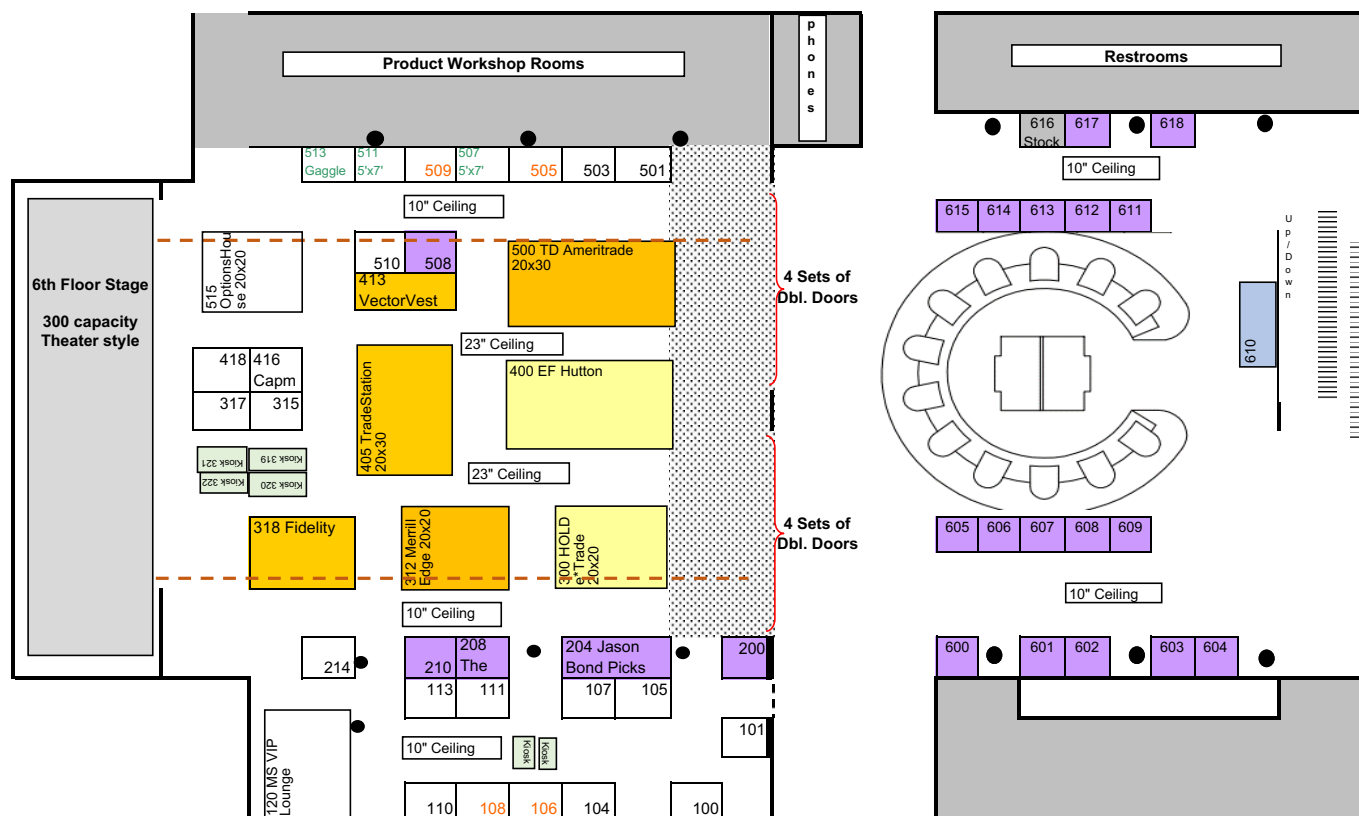 Product Workshop Rooms
phones
Restrooms
616
Stock
617
618
10" Ceiling
513
Gaggle
511
5'x7'
509
507
5'x7'
505
503
501
10" Ceiling
615
614
613
612
611
Up/Down
515
OptionsHou
se 20x20
510
508
413
VectorVest
500 TD Ameritrade
20x30
4 Sets of
Dbl. Doors
6th Floor Stage
300 capacity
Theater style
23" Ceiling
610
418
416
Capm
317
315
405 TradeStation
20x30
400 EF Hutton
Kiosk 321
Kiosk 319
Kiosk 322
Kiosk 320
23" Ceiling
318 Fidelity
312 Merrill
Edge 20x20
300 HOLD
e*Trade
20x20
4 Sets of
Dbl. Doors
605
606
607
608
609
10" Ceiling
10" Ceiling
214
210
208
The
204 Jason
Bond Picks
200
600
601
602
603
604
113
111
107
105
120 MS VIP
Lounge
10" Ceiling
Kiosk
Kiosk
101
110
108
106
104
100